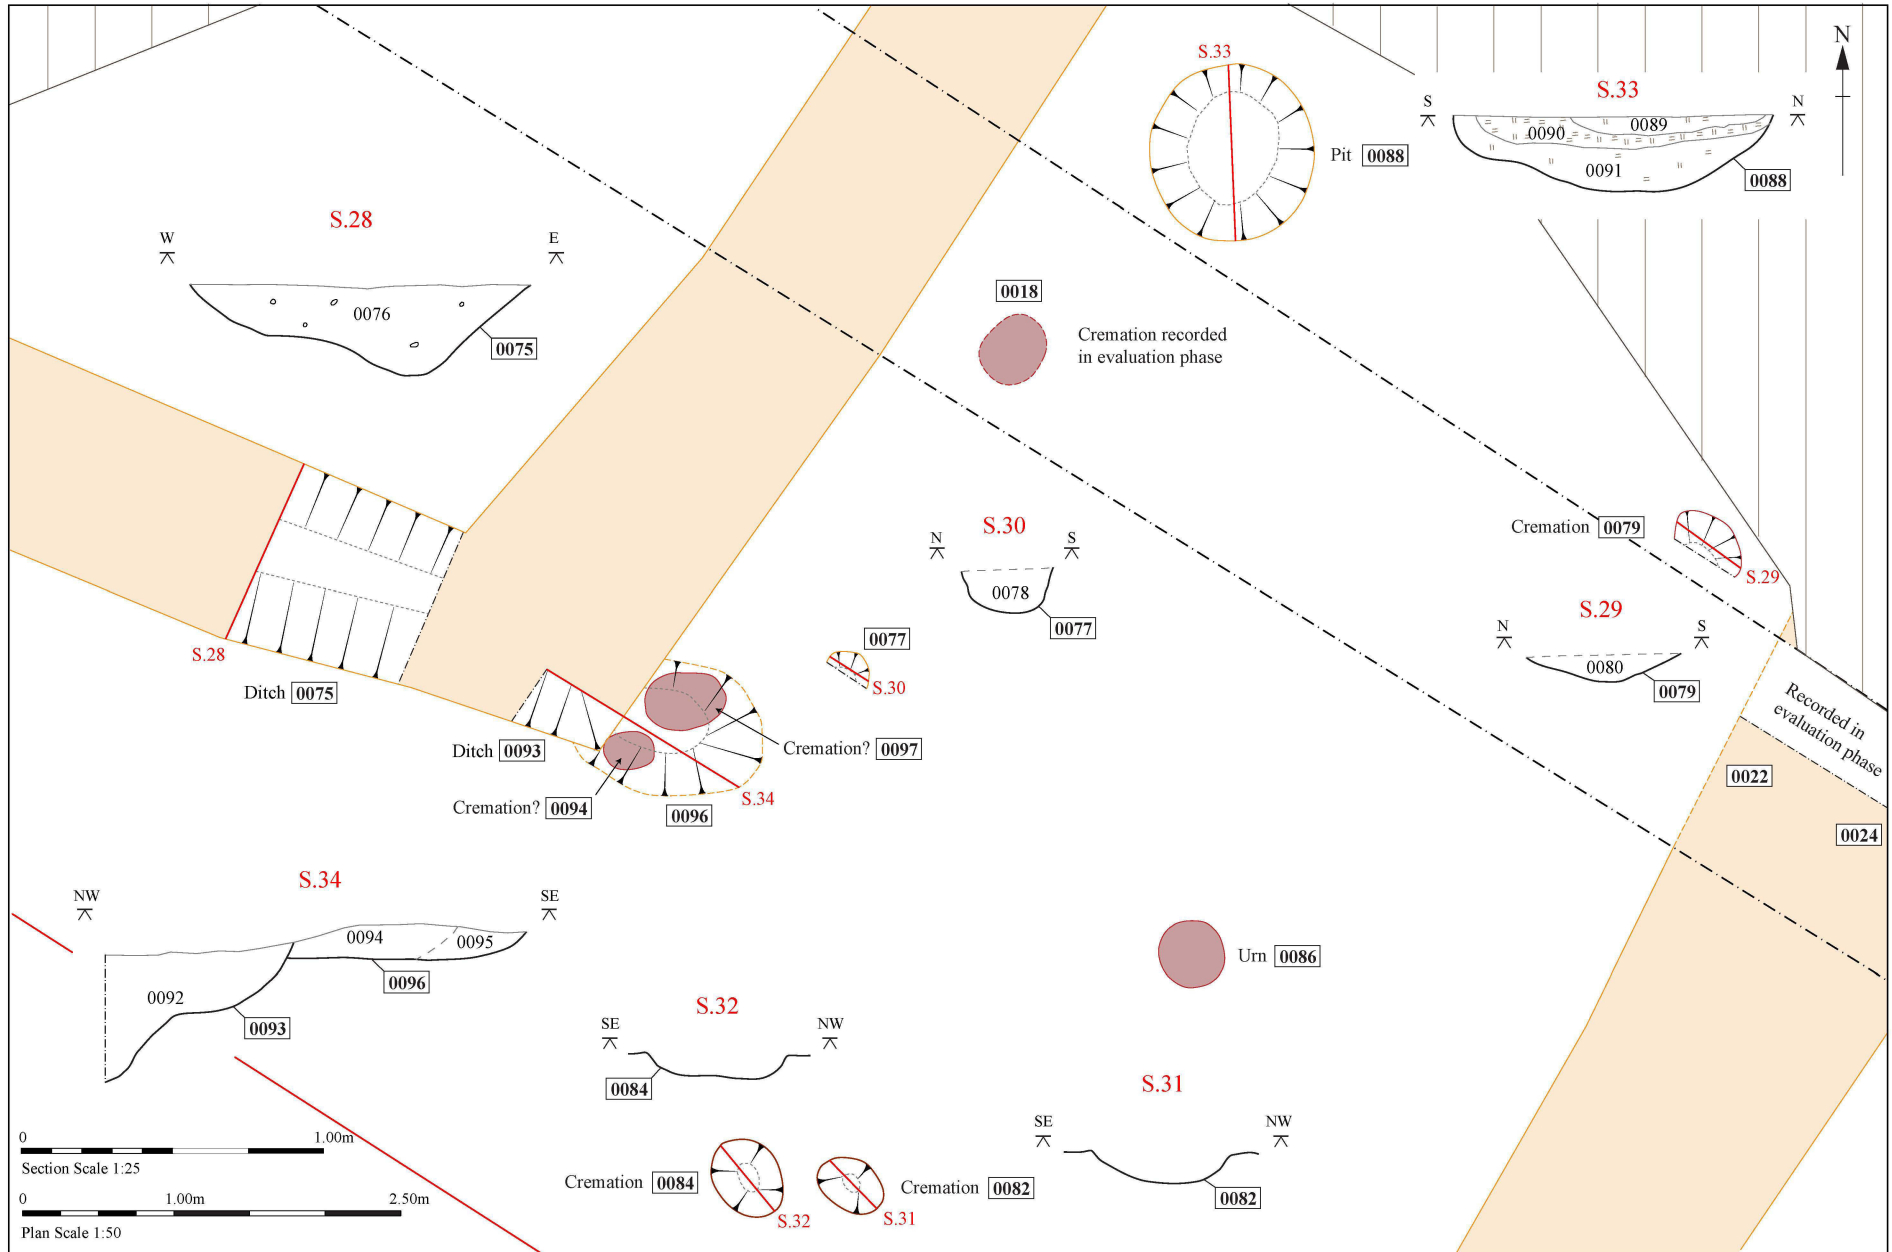 S.33
N
S.33
S
N
0089
0090
0091
0088
Pit 0088
S.28
W
E
0076
0075
0018
Cremation recorded
in evaluation phase
S.30
N
S
0078
0077
Cremation 0079
S.29
S.29
N
S
0080
0079
0077
S.30
S.28
Ditch 0075
Ditch 0093
Cremation? 0097
Cremation? 0094
S.34
0096
Recorded in
evaluation phase
0022
0024
S.34
NW
SE
0094
0095
0096
0092
0093
Urn 0086
S.32
SE
NW
0084
S.31
SE
NW
0082
Cremation 0084
S.32
Cremation 0082
S.31
0
1.00m
Section Scale 1:25
0
1.00m
2.50m
Plan Scale 1:50